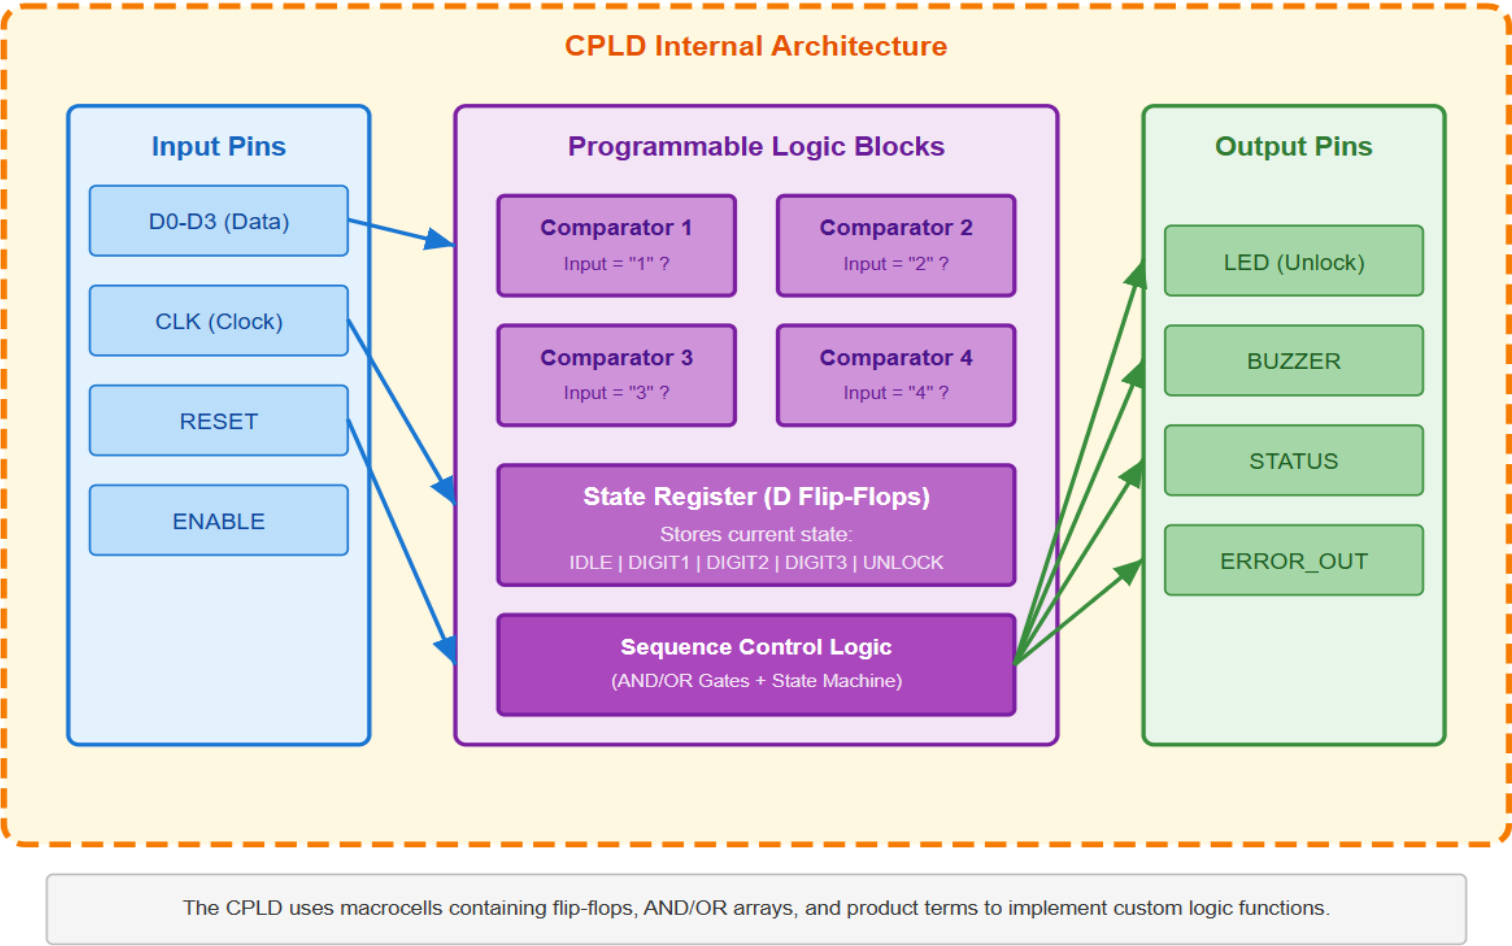 CPLD Internal Architecture
Input Pins
D0-D3 (Data)
CLK (Clock)
RESET
ENABLE
Programmable Logic Blocks
Comparator 1
Input = "1" ?
Comparator 2
Input = "2" ?
Comparator 3
Input = "3" ?
Comparator 4
Input = "4" ?
State Register (D Flip-Flops)
Stores current state:
IDLE | DIGIT1 | DIGIT2 | DIGIT3 | UNLOCK
Sequence Control Logic
(AND/OR Gates + State Machine)
Output Pins
LED (Unlock)
BUZZER
STATUS
ERROR_OUT
The CPLD uses macrocells containing flip-flops, AND/OR arrays, and product terms to implement custom logic functions.